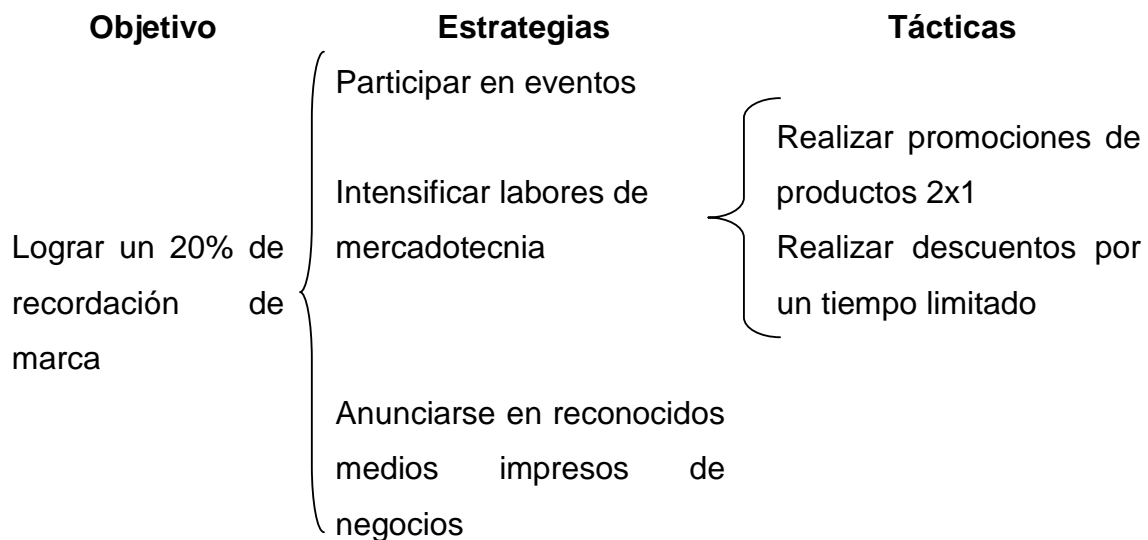 Objetivo
Estrategias
Tácticas
Lograr un 20% de
recordación de
marca
Participar en eventos
Intensificar labores de
mercadotecnia
Anunciarse en reconocidos
medios impresos de
negocios
Realizar promociones de
productos 2x1
Realizar descuentos por
un tiempo limitado